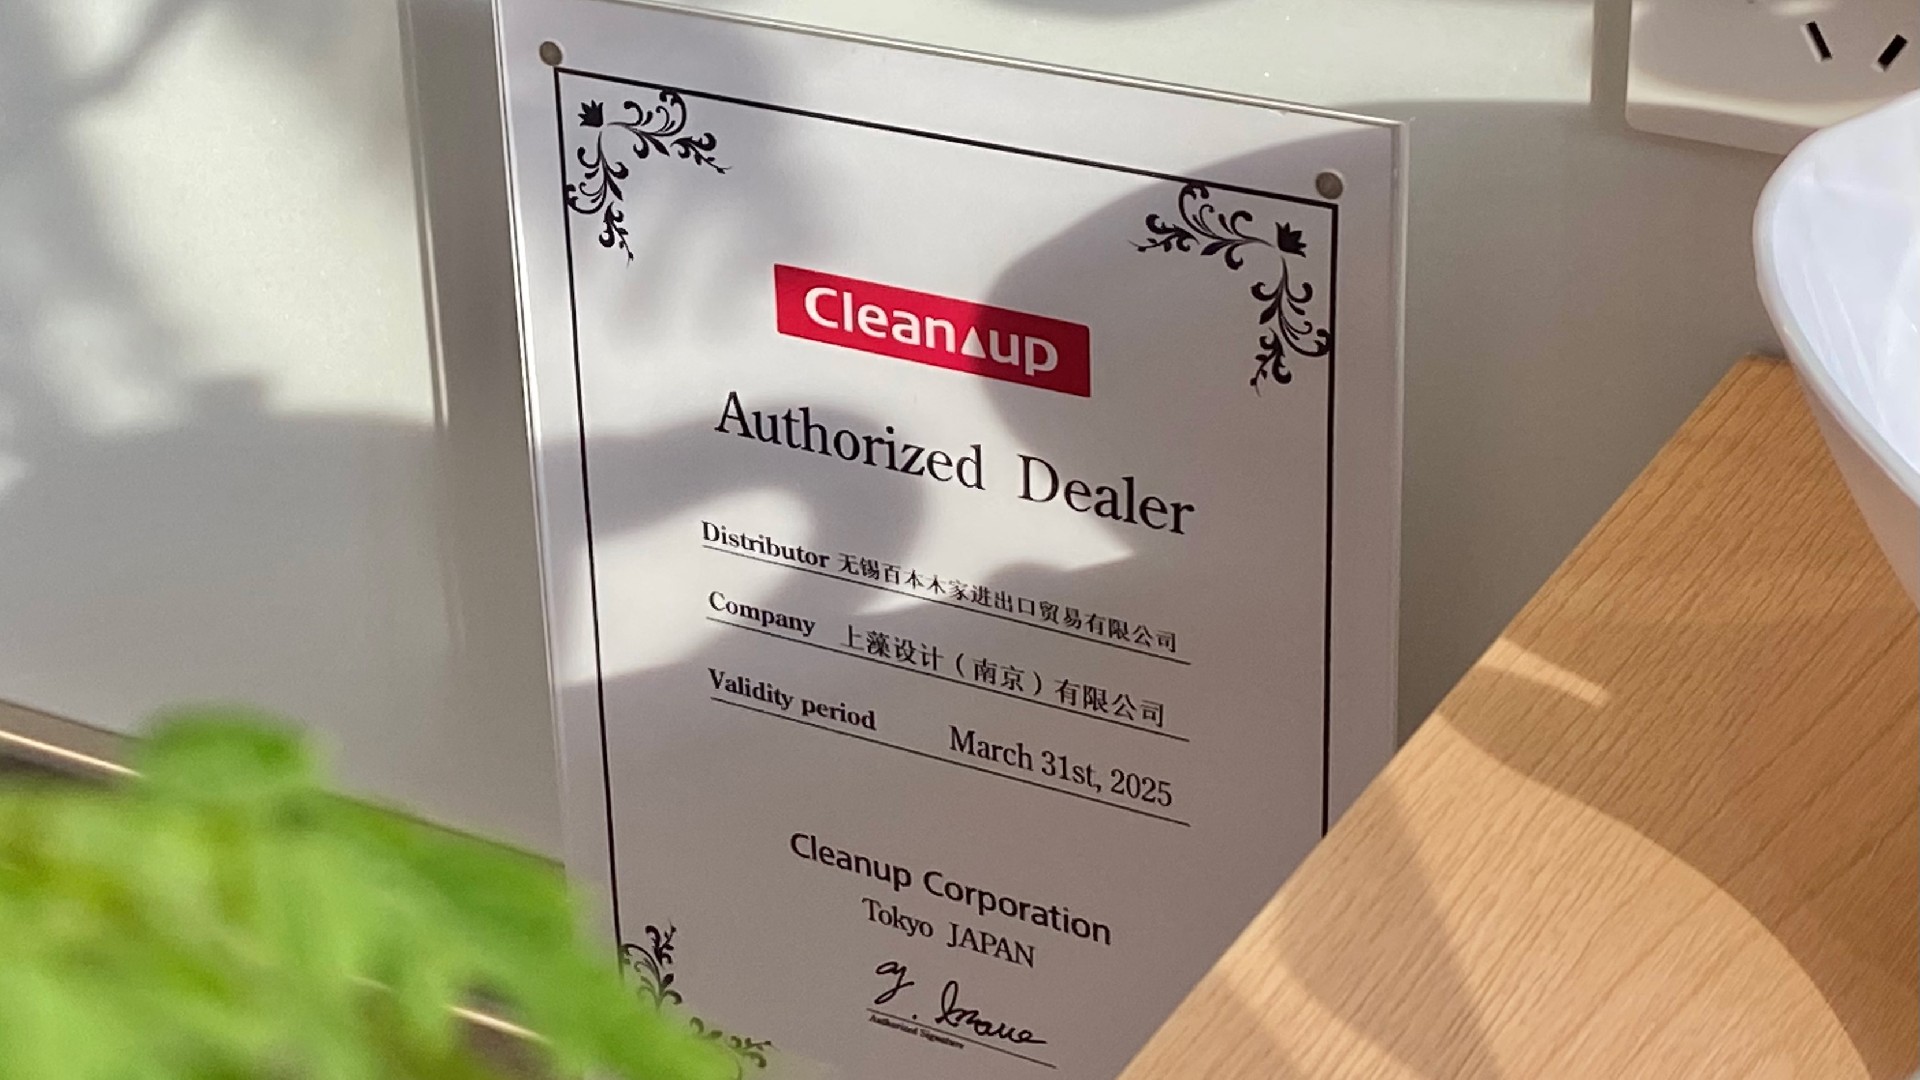 Cleanup
Authorized Dealer
Distributor 无锡百本木家进出口贸易有限公司
Company 上藻设计（南京）有限公司
Validity period March 31st, 2025
Cleanup Corporation
Tokyo JAPAN
Authorized Signature